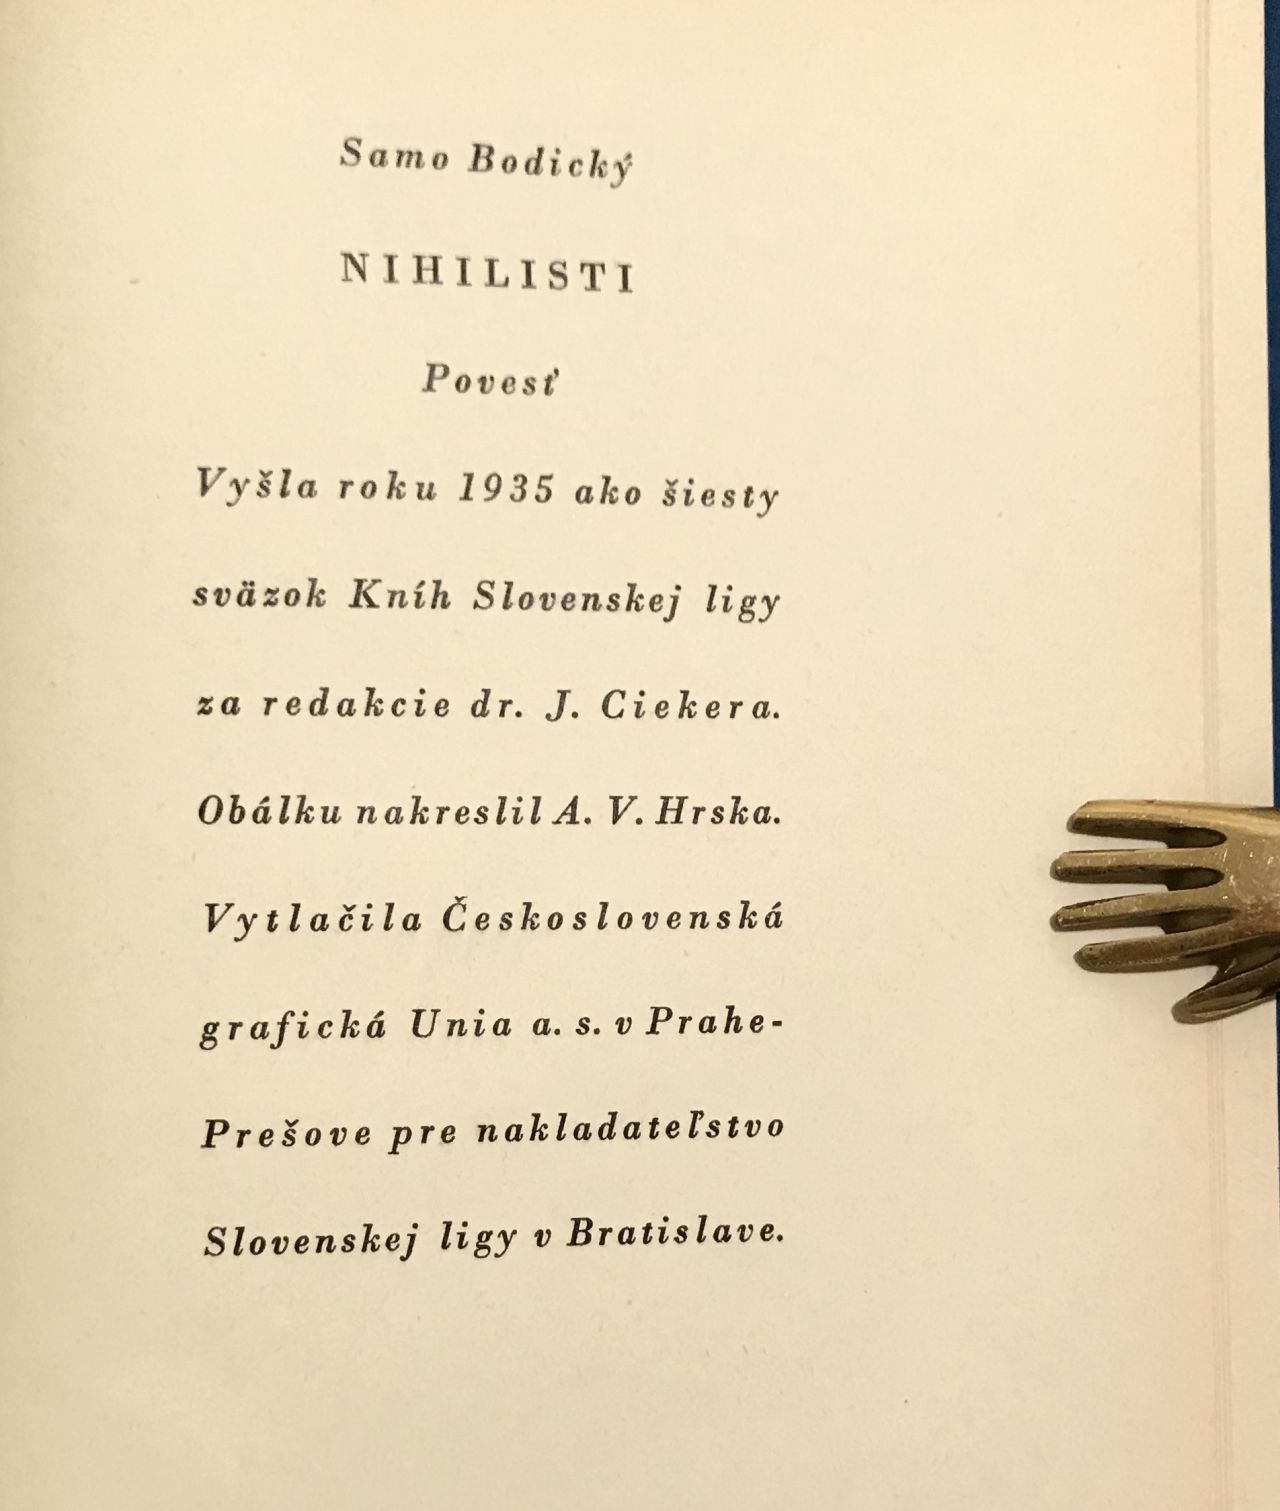 Samo Bodický
NIHILISTI
Povesť
Vyšla roku 1935 ako šiesty
sväzok Kníh Slovenskej ligy
za redakcie dr. J. Ciekera.
Obálku nakreslil A. V. Hrska.
Vytlačila Československá
grafická Unia a. s. v Prahe-
Prešove pre nakladateľstvo
Slovenskej ligy v Bratislave.